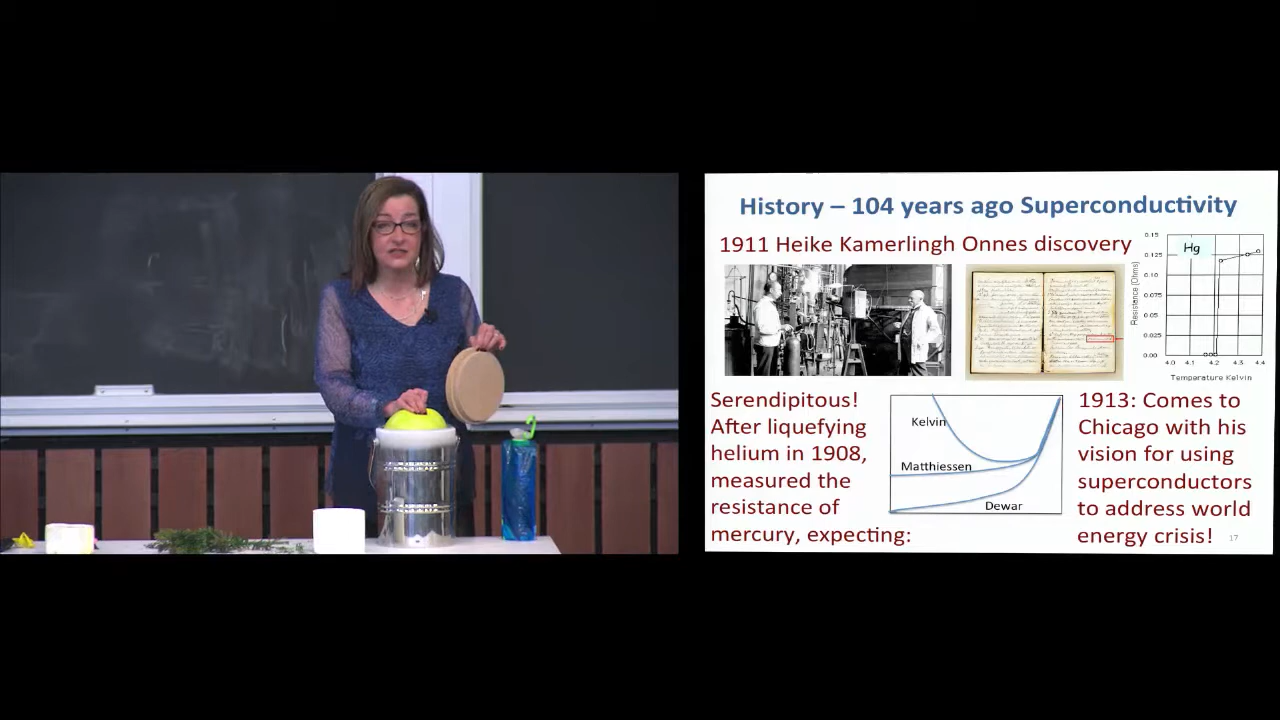 History – 104 years ago Superconductivity
1911 Heike Kamerlingh Onnes discovery
Hg
0.15
0.125
0.10
0.075
0.05
0.025
0.00
Resistance (Ohms)
4.0 4.1 4.2 4.3 4.4
Temperature Kelvin
Serendipitous!
After liquefying
helium in 1908,
measured the
resistance of
mercury, expecting:
Kelvin
Matthiessen
Dewar
1913: Comes to
Chicago with his
vision for using
superconductors
to address world
energy crisis!
17